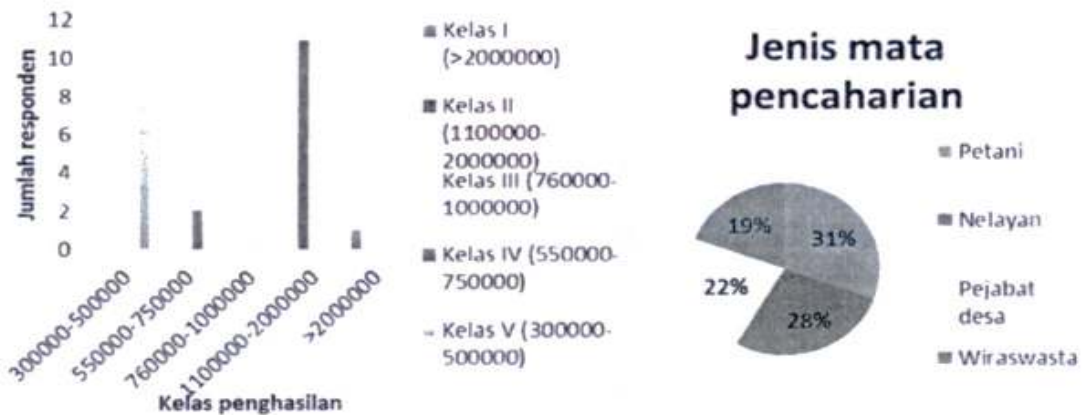 12
10
8
6
4
2
0
Jumlah responden
300000-500000
550000-750000
760000-1000000
1100000-2000000
>2000000
Kelas penghasilan
Kelas I
(>2000000)
Kelas II
(1100000-
2000000)
Kelas III (760000-
1000000)
Kelas IV (550000-
750000)
Kelas V (300000-
500000)
Jenis mata
pencaharian
19%
31%
22%
28%
Petani
Nelayan
Pejabat
desa
Wiraswasta